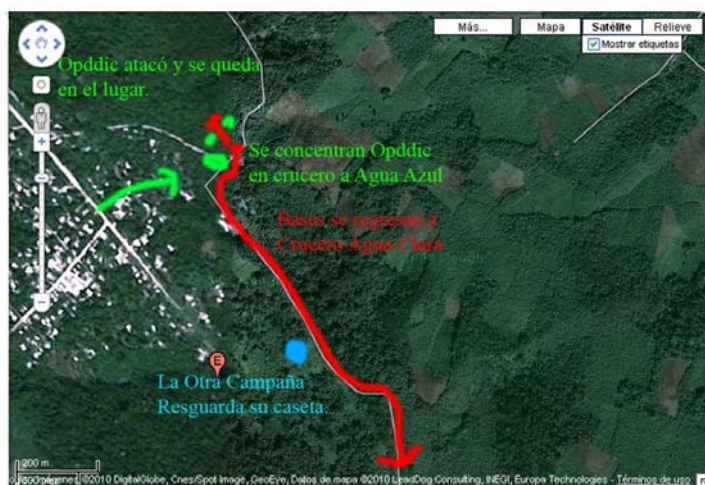 Más...
Mapa
Satélite
Relieve
Mostrar etiquetas
Opddic atacó y se queda
en el lugar.
Se concentran Opddic
en crucero a Agua Azul
Bases se regresan a
Crucero Agua Clara
E
La Otra Campaña
Resguarda su caseta.
200 m
©2010 DigitalGlobe, Cnes/Spot Image, GeoEye, Datos de mapa ©2010 LeadDog Consulting, INEGI, Europa Technologies - Términos de uso